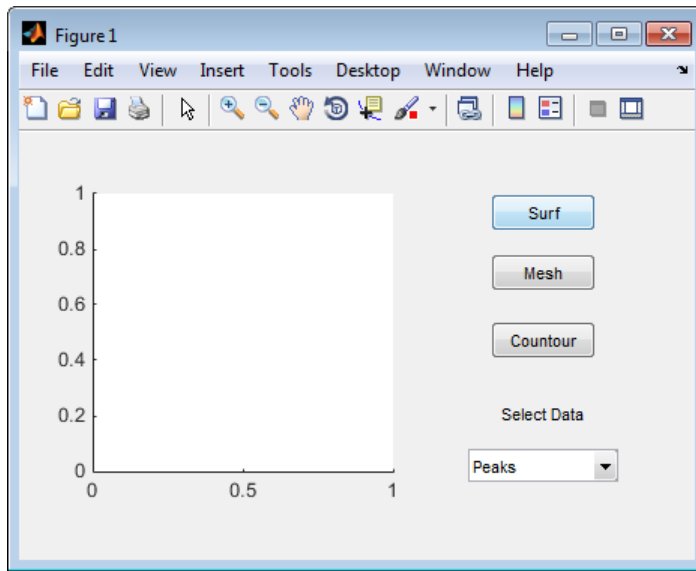 Figure 1
File Edit View Insert Tools Desktop Window Help
1
0.8
0.6
0.4
0.2
0
0 0.5 1
Surf
Mesh
Countour
Select Data
Peaks